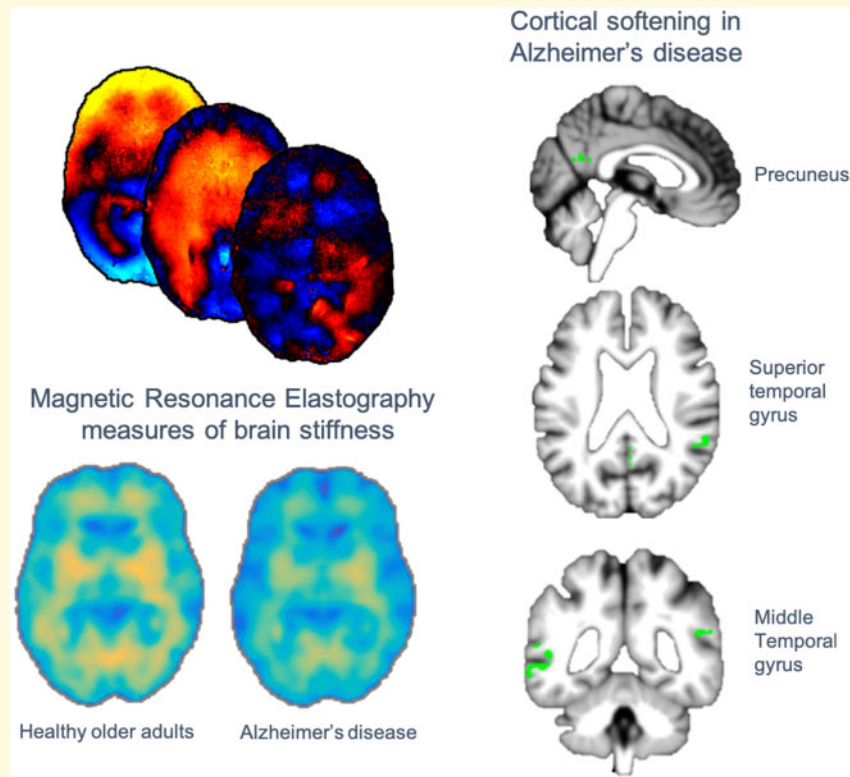 Magnetic Resonance Elastography
measures of brain stiffness
Healthy older adults
Alzheimer's disease
Cortical softening in
Alzheimer's disease
Precuneus
Superior
temporal
gyrus
Middle
Temporal
gyrus